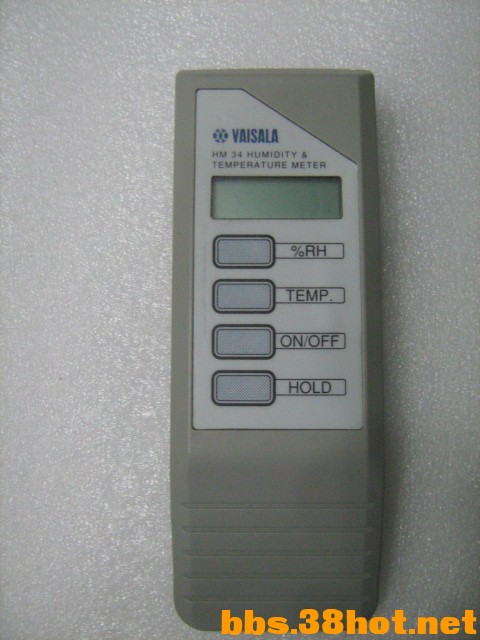 VAISALA
HM 34 HUMIDITY &
TEMPERATURE METER
%RH
TEMP.
ON/OFF
HOLD
bbs.38hot.net